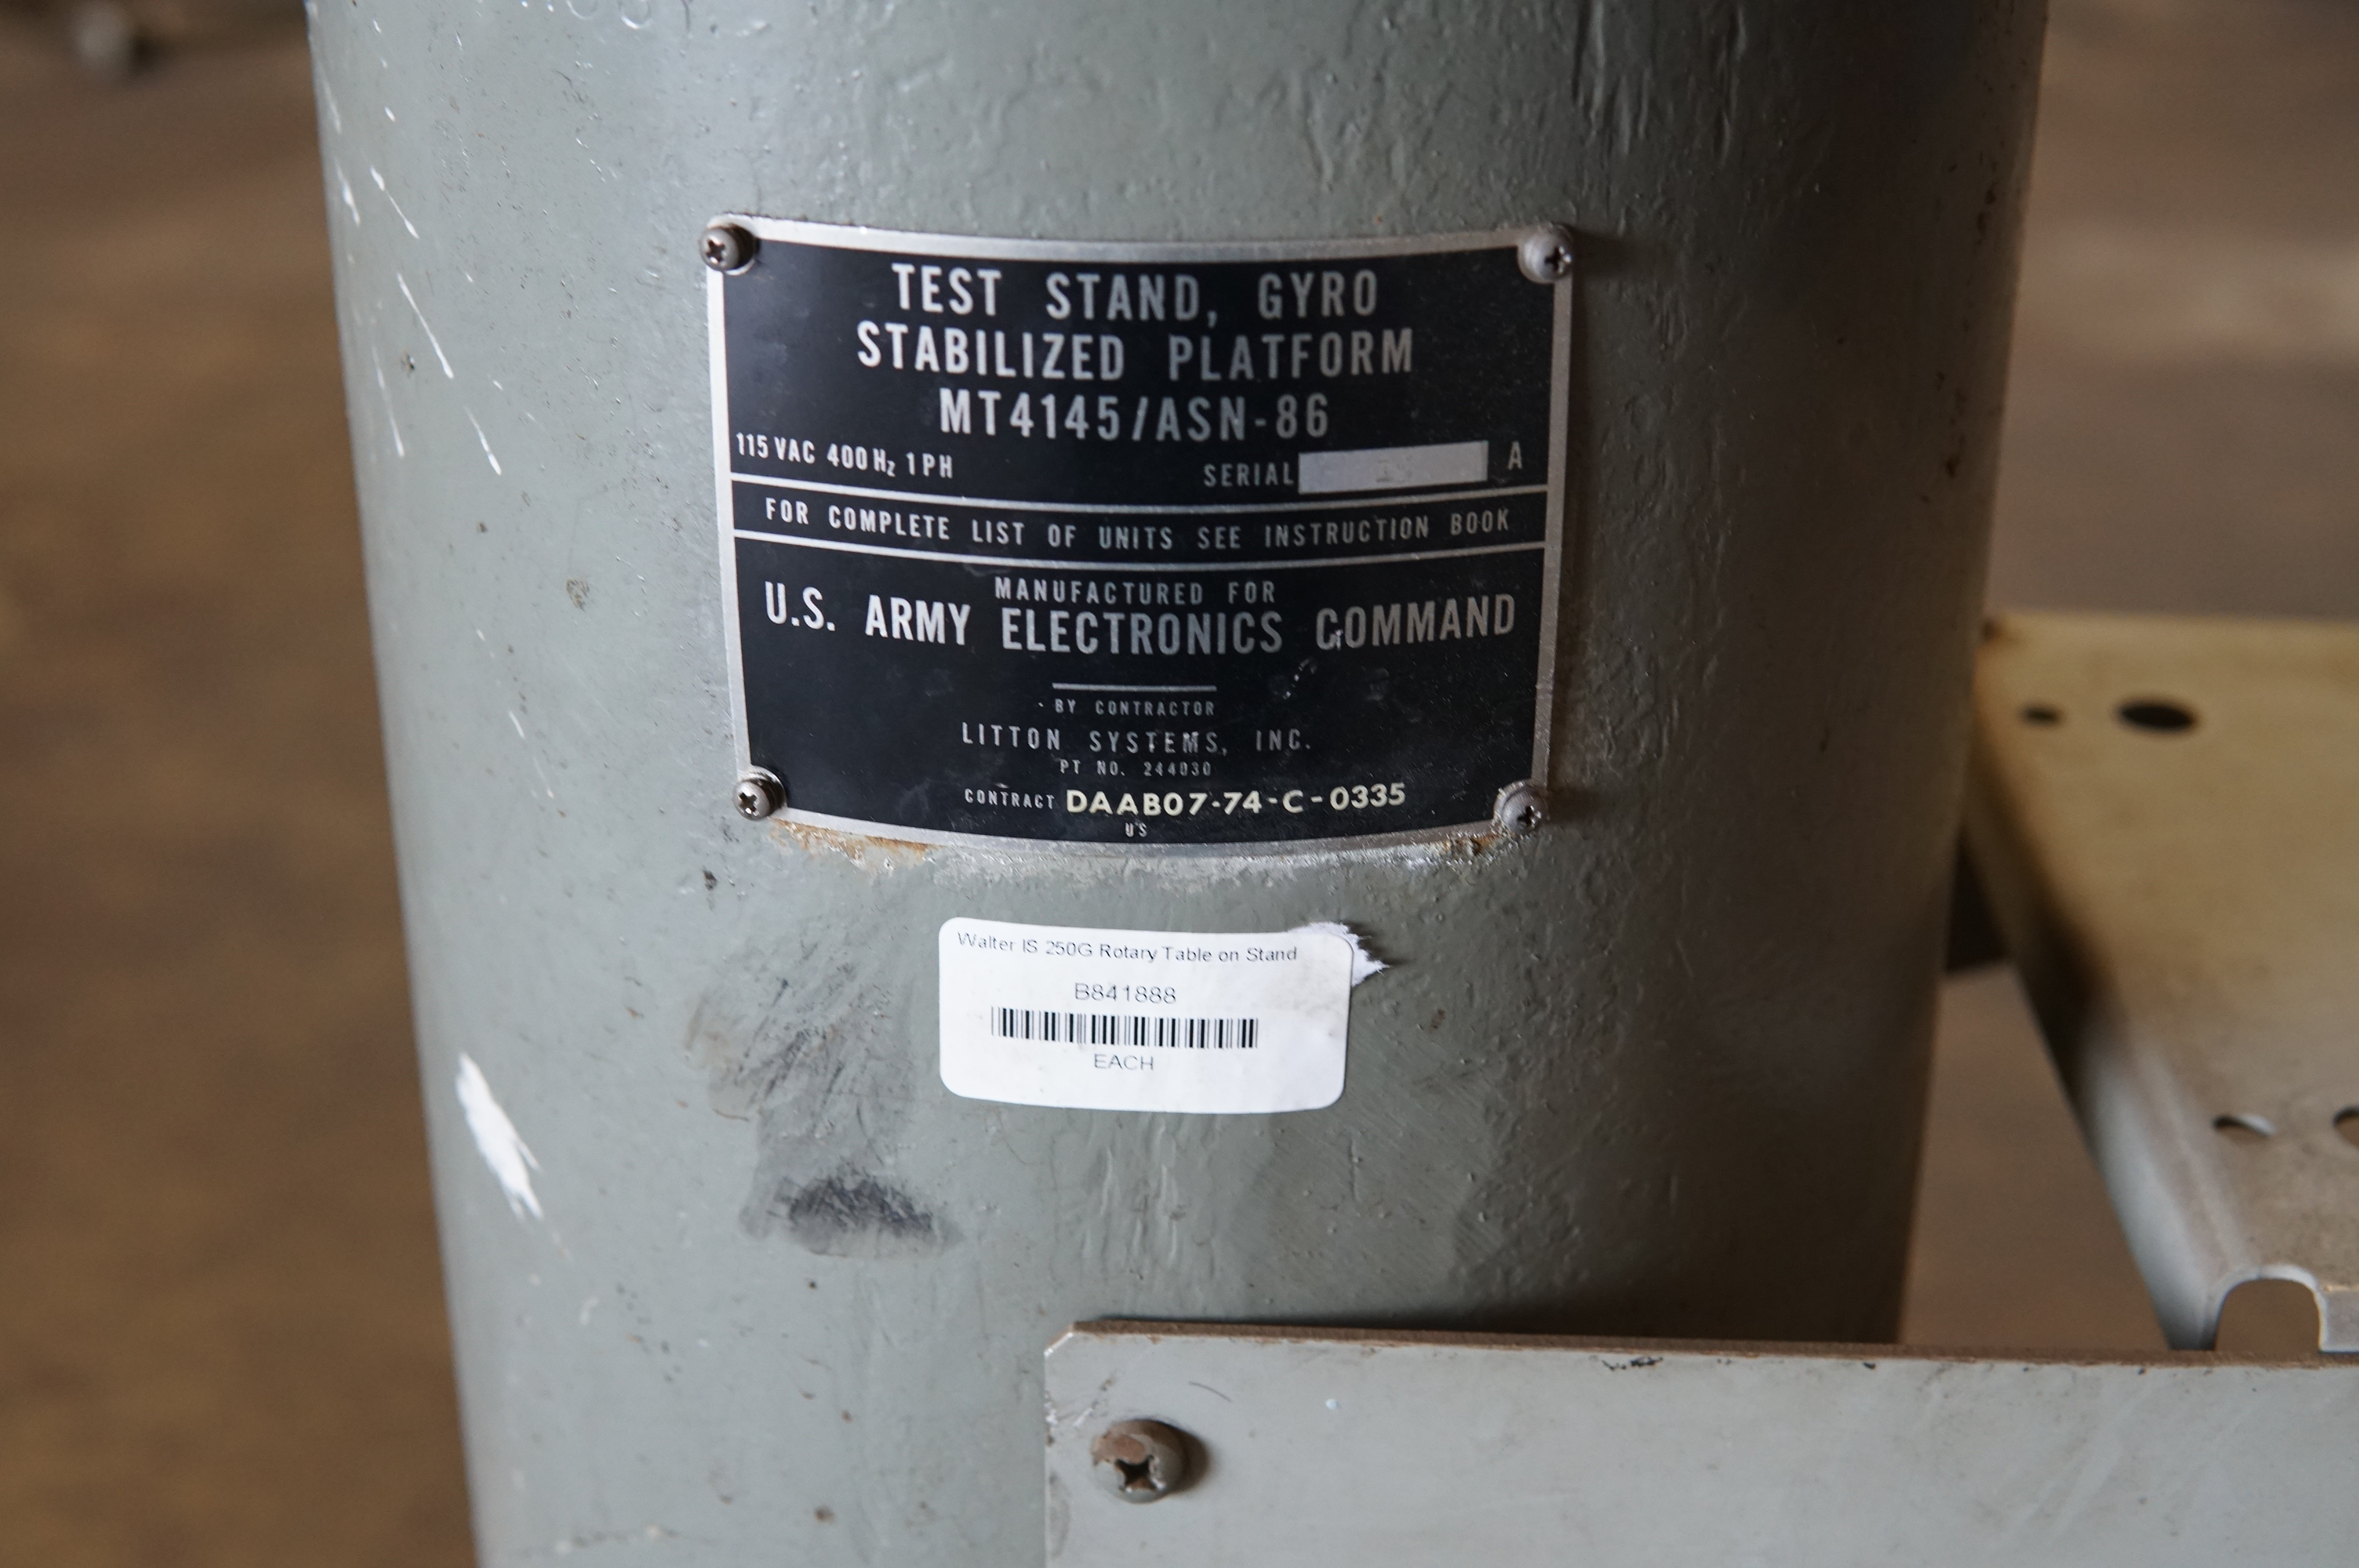 TEST STAND, GYRO
STABILIZED PLATFORM
MT4145/ASN-86
115 VAC 400 Hz 1 PH SERIAL A
FOR COMPLETE LIST OF UNITS SEE INSTRUCTION BOOK
MANUFACTURED FOR
U.S. ARMY ELECTRONICS COMMAND
BY CONTRACTOR
LITTON SYSTEMS, INC.
PT NO. 244030
CONTRACT DAAB07-74-C-0335
US
Walter IS 250G Rotary Table on Stand
B841888
EACH